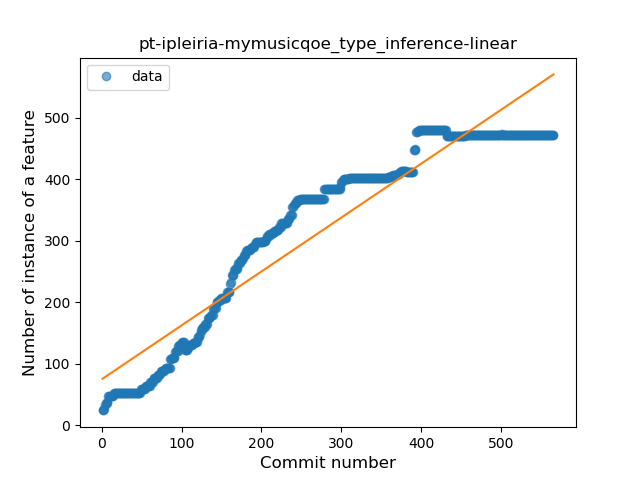 pt-ipleiria-mymusicqoe_type_inference-linear
data
Number of instance of a feature
500
400
300
200
100
0
0 100 200 300 400 500
Commit number